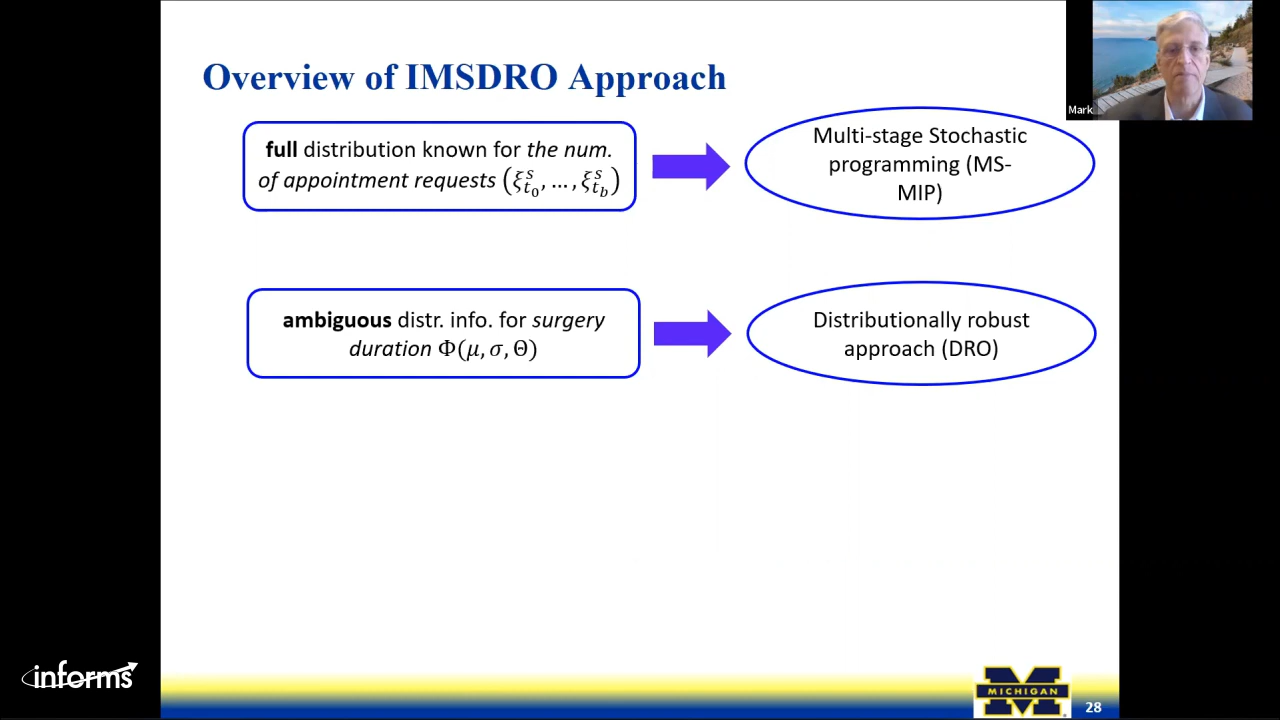 Overview of IMSDRO Approach
Mark
full distribution known for the num.
of appointment requests (ξ^s_{t_0}, ..., ξ^s_{t_b})
Multi-stage Stochastic
programming (MS-
MIP)
ambiguous distr. info. for surgery
duration Φ(μ, σ, Θ)
Distributionally robust
approach (DRO)
informs
MICHIGAN
28